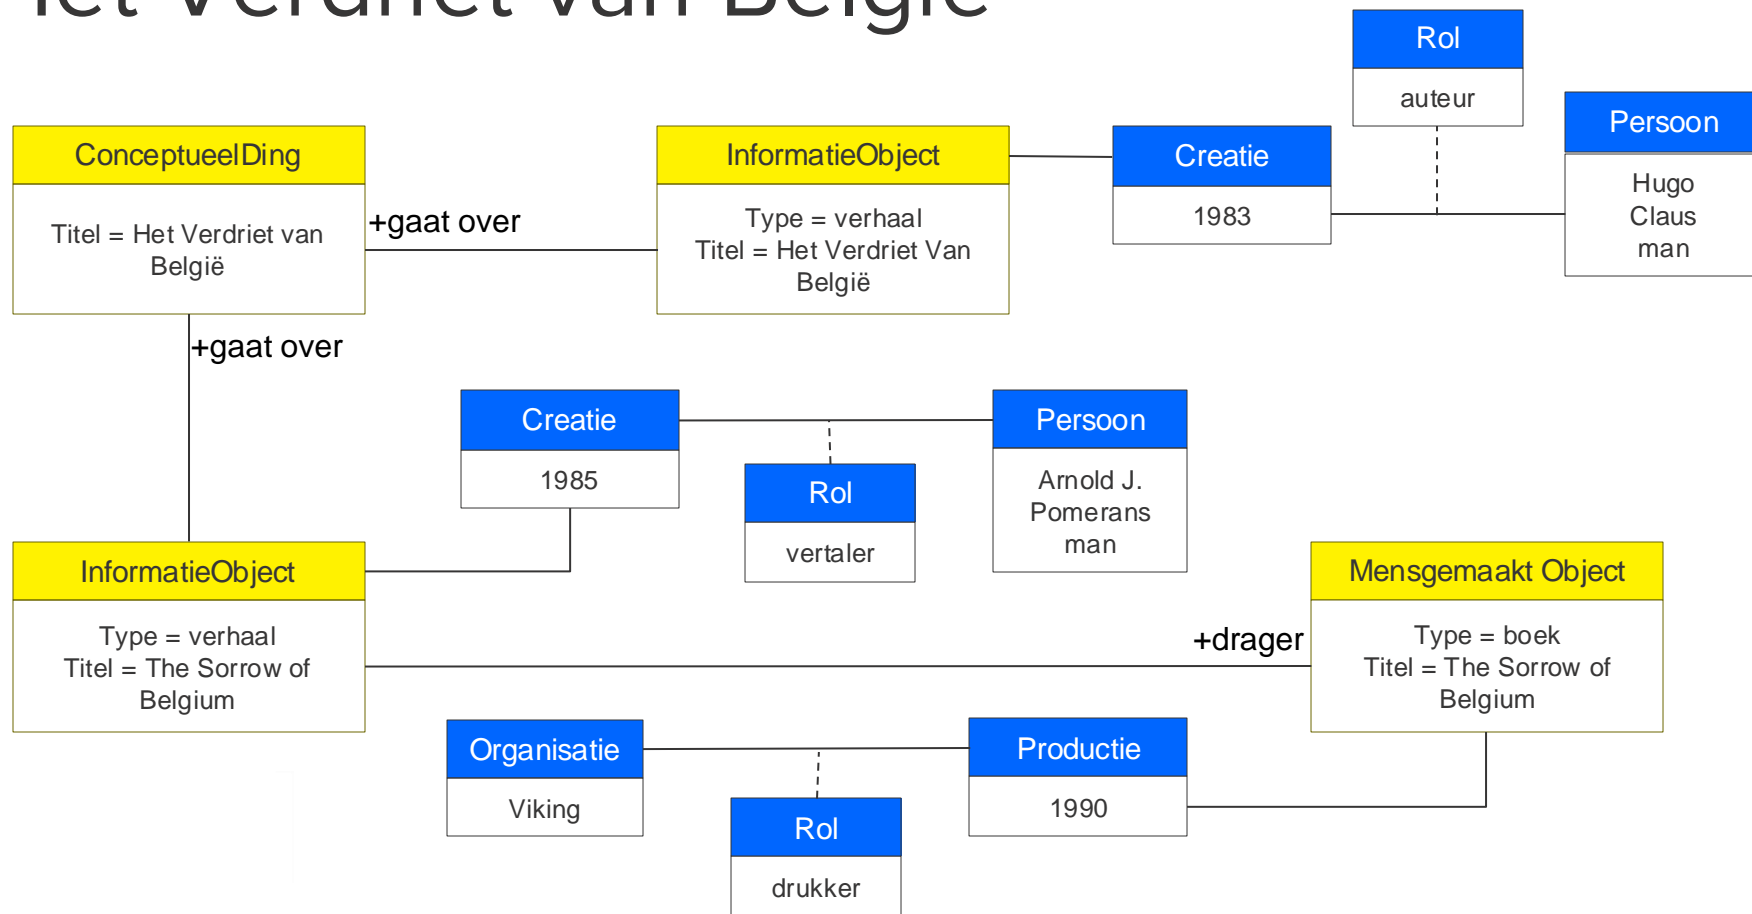 Het Verdriet van België
Rol
auteur
Persoon
Hugo
Claus
man
ConceptueelDing
Titel = Het Verdriet van
België
+gaat over
InformatieObject
Type = verhaal
Titel = Het Verdriet Van
België
Creatie
1983
+gaat over
Creatie
1985
Rol
vertaler
Persoon
Arnold J.
Pomerans
man
InformatieObject
Type = verhaal
Titel = The Sorrow of
Belgium
+drager
Mensgemaakt Object
Type = boek
Titel = The Sorrow of
Belgium
Organisatie
Viking
Rol
drukker
Productie
1990